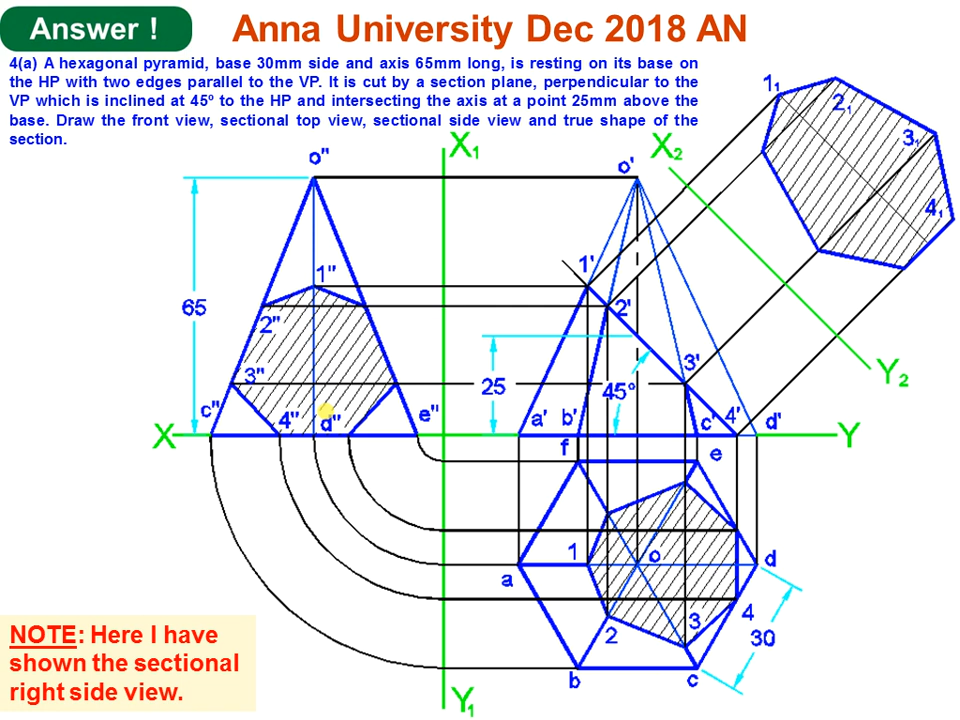 Answer !
Anna University Dec 2018 AN
4(a) A hexagonal pyramid, base 30mm side and axis 65mm long, is resting on its base on
the HP with two edges parallel to the VP. It is cut by a section plane, perpendicular to the
VP which is inclined at 45º to the HP and intersecting the axis at a point 25mm above the
base. Draw the front view, sectional top view, sectional side view and true shape of the
section.
X₁
X₂
1₁
2₁
3₁
4₁
o"
o'
1"
1'
65
2"
2'
3"
3'
25
45°
Y₂
c"
4"
d"
e"
a'
b'
c'
4'
d'
X
Y
f
e
1
o
d
a
2
3
4
30
b
c
Y₁
NOTE: Here I have
shown the sectional
right side view.